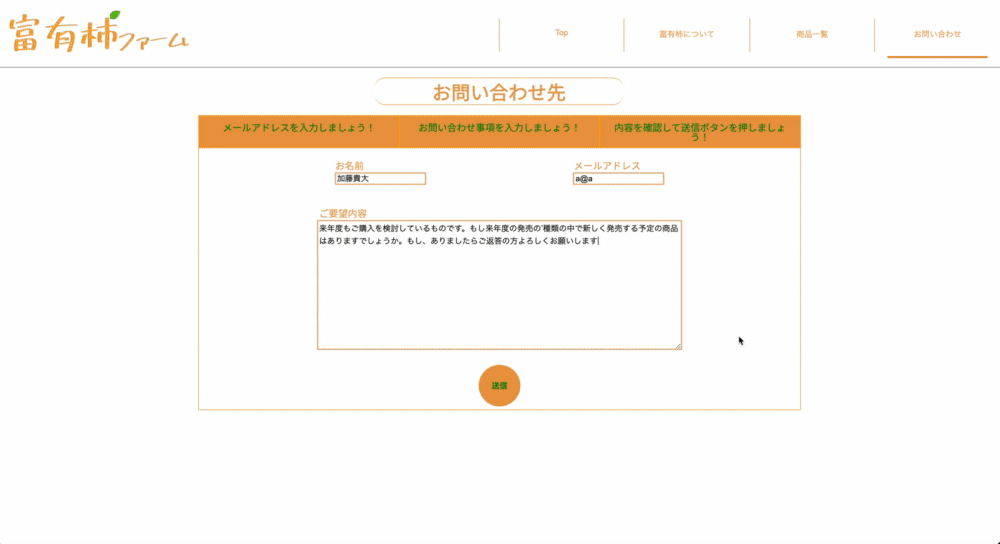 富有柿ファーム
Top
富有柿について
商品一覧
お問い合わせ
お問い合わせ先
メールアドレスを入力しましょう！
お問い合わせ事項を入力しましょう！
内容を確認して送信ボタンを押しましょ
う！
お名前
メールアドレス
加藤貴大
a@a
ご要望内容
来年度もご購入を検討しているものです。もし来年度の発売の'種類の中で新しく発売する予定の商品
はありますでしょうか。もし、ありましたらご返答の方よろしくお願いします
送信